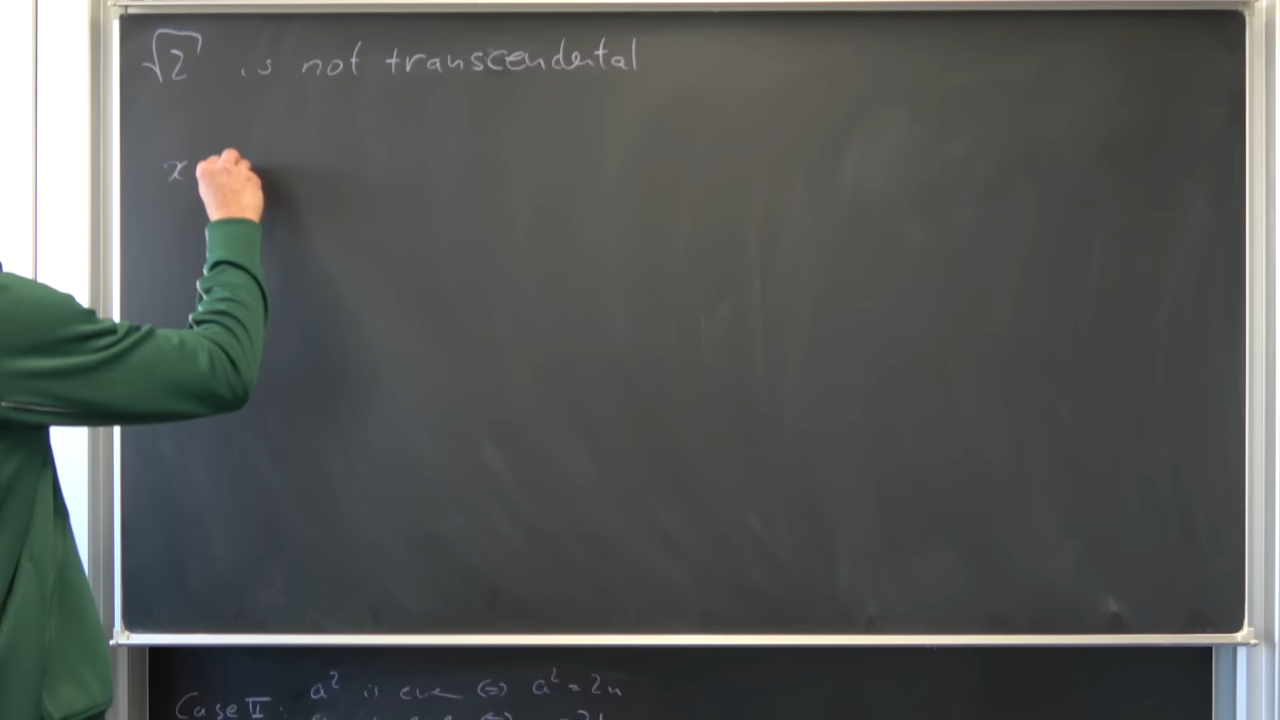 √2 is not transcendental
x
Case II: a² is even ⇔ a² = 2n